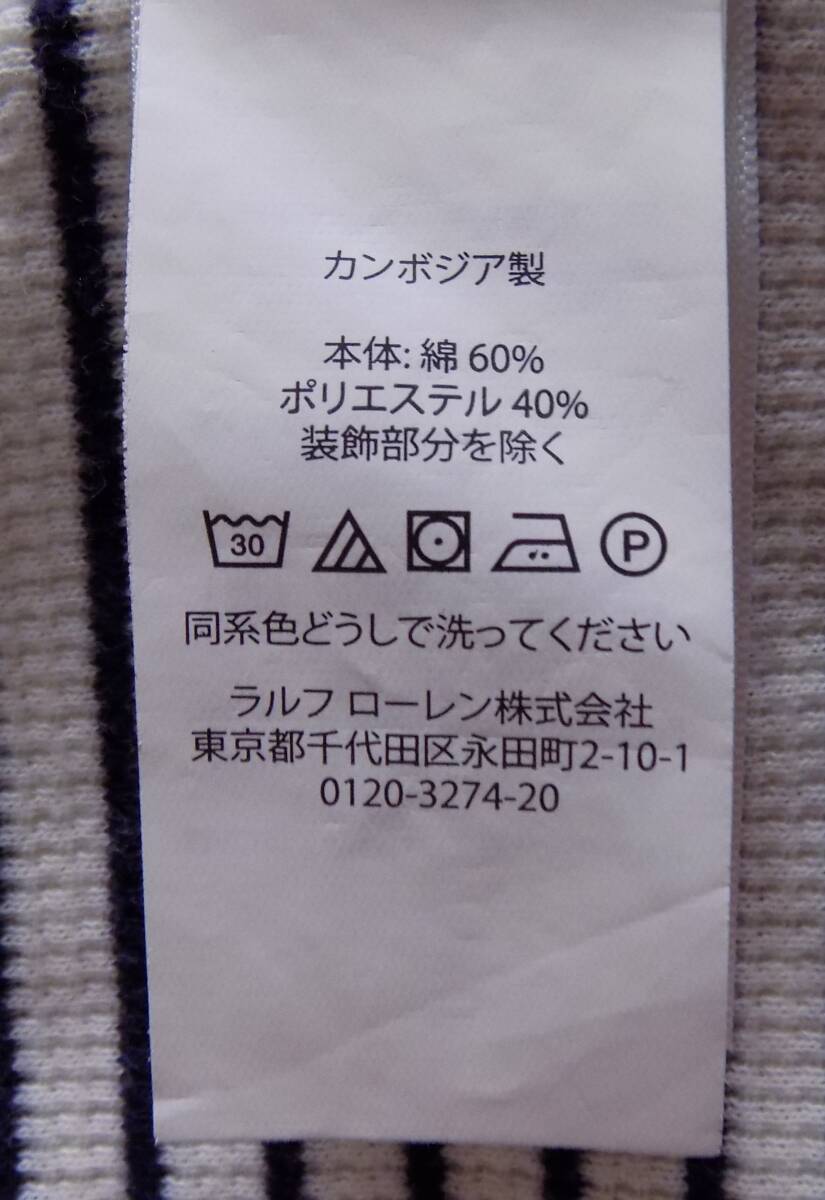 カンボジア製
本体: 綿 60%
ポリエステル 40%
装飾部分を除く
30 P
同系色どうしで洗ってください
ラルフ ローレン株式会社
東京都千代田区永田町2-10-1
0120-3274-20